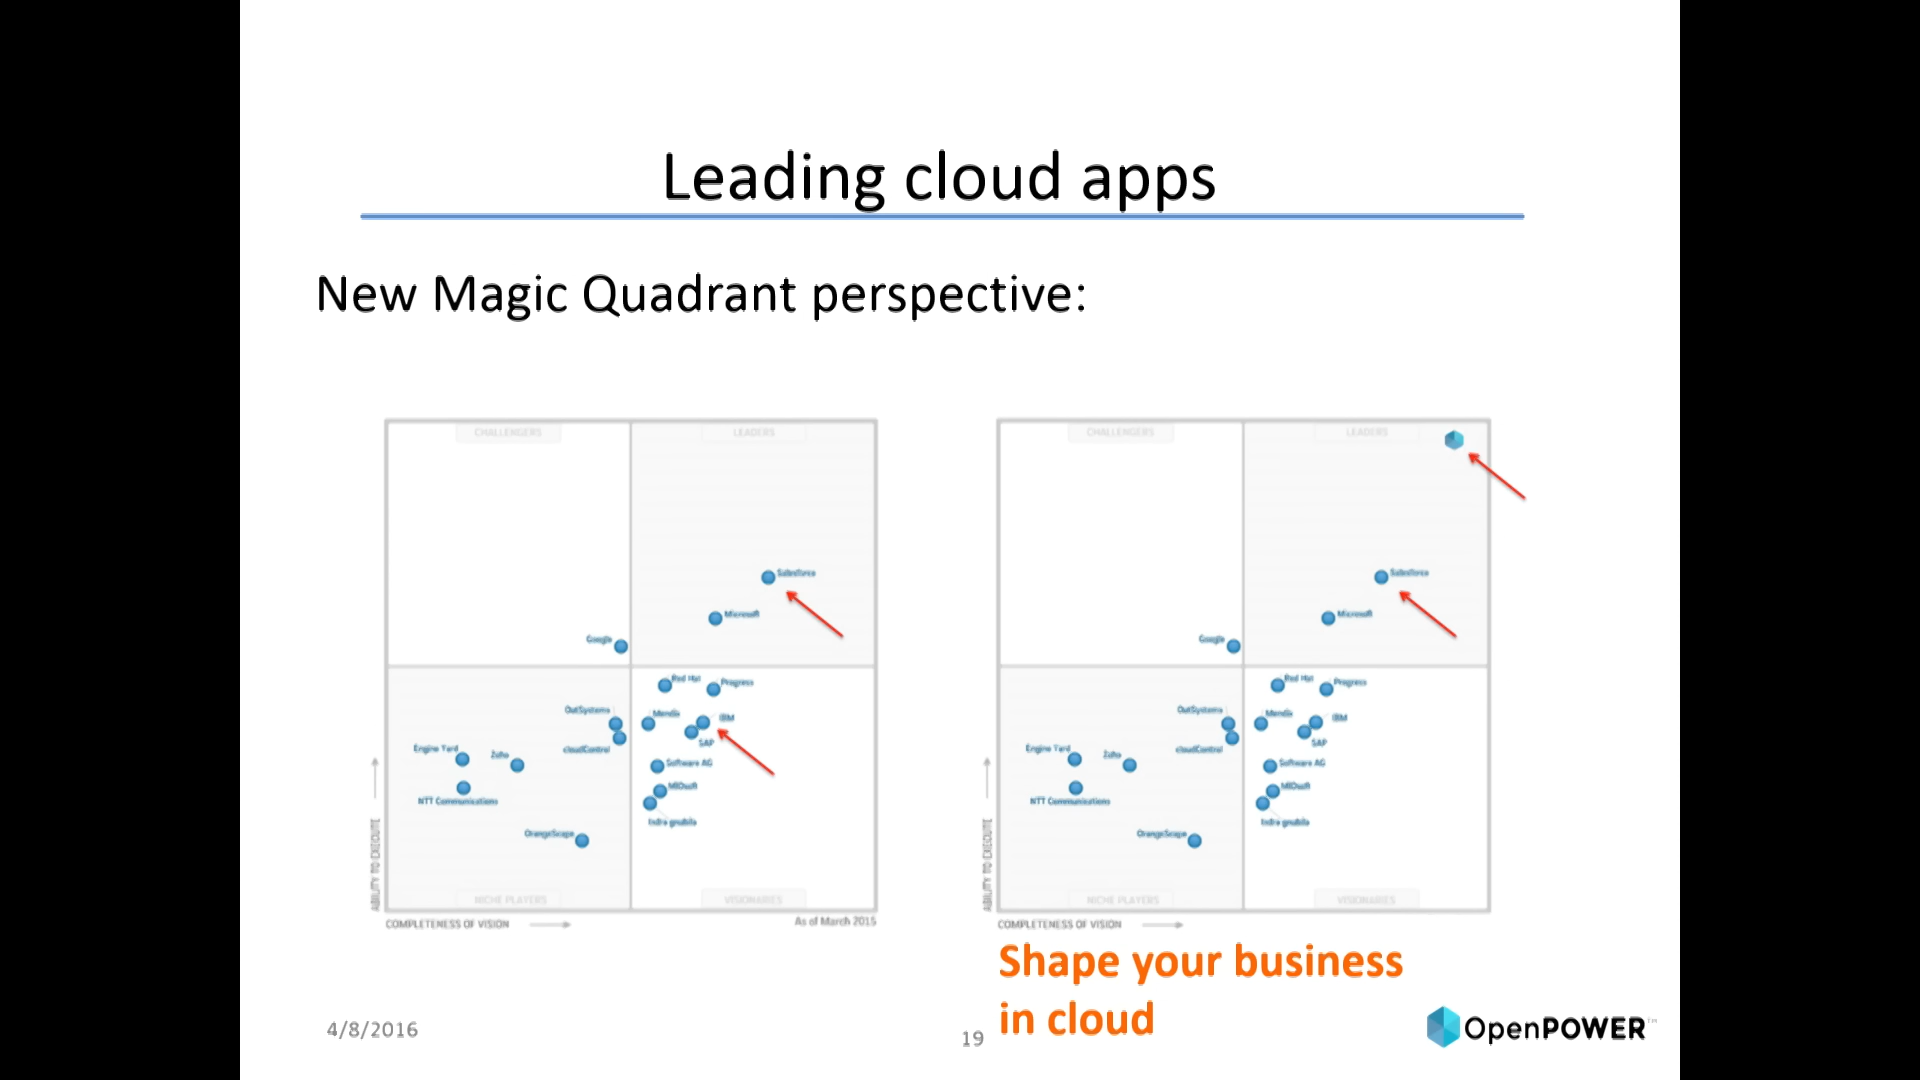 Leading cloud apps
New Magic Quadrant perspective:
CHALLENGERS
LEADERS
Salesforce
Microsoft
Google
Red Hat
Progress
OutSystems
Mendix
IBM
SAP
cloudControl
Engine Yard
Zoho
Software AG
MIOsoft
NTT Communications
Indra gnubila
OrangeScape
NICHE PLAYERS
VISIONARIES
ABILITY TO EXECUTE
COMPLETENESS OF VISION
As of March 2015
CHALLENGERS
LEADERS
Salesforce
Microsoft
Google
Red Hat
Progress
OutSystems
Mendix
IBM
SAP
cloudControl
Engine Yard
Zoho
Software AG
MIOsoft
NTT Communications
Indra gnubila
OrangeScape
NICHE PLAYERS
VISIONARIES
ABILITY TO EXECUTE
COMPLETENESS OF VISION
Shape your business
in cloud
4/8/2016
19
OpenPOWER™